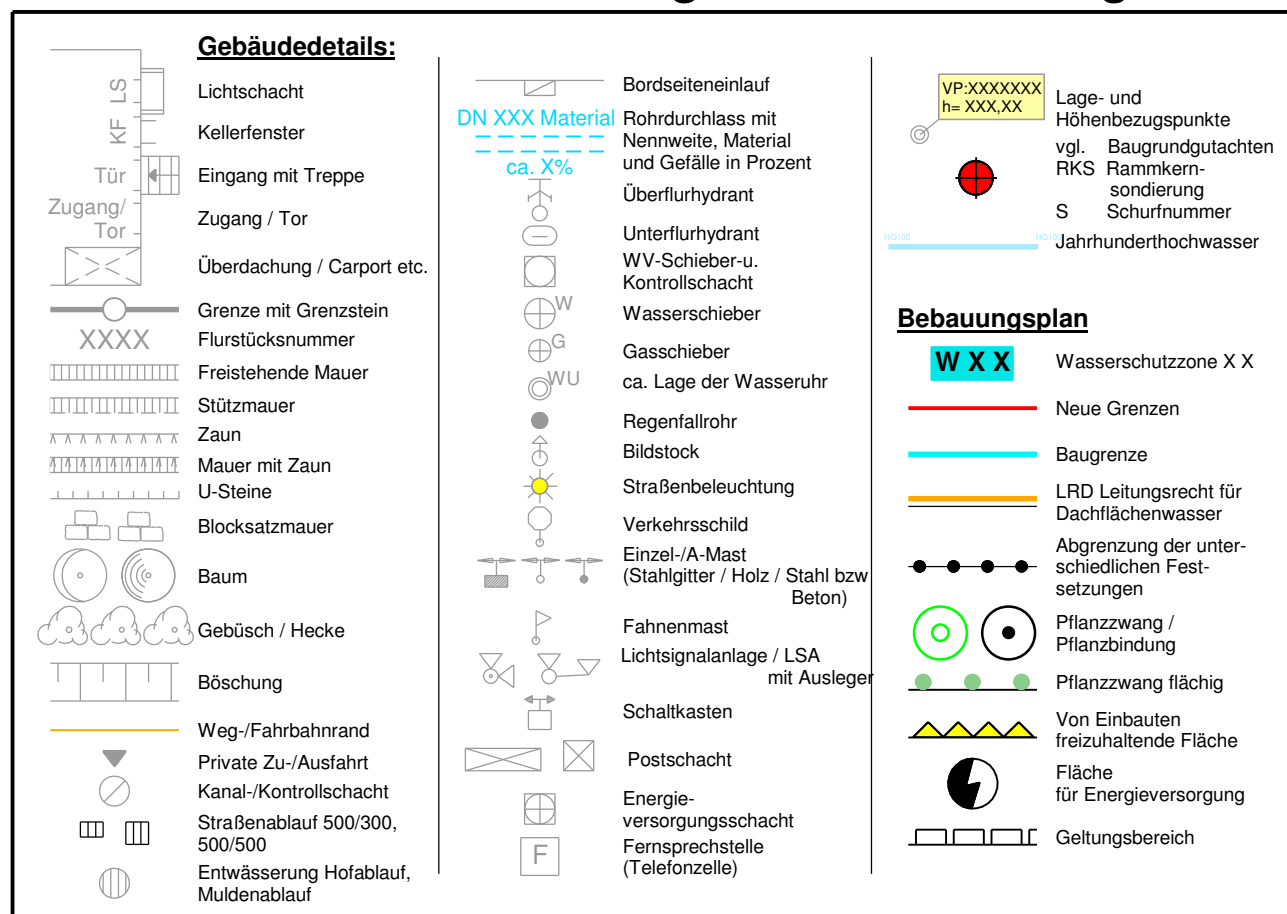 Gebäudedetails:
LS
Lichtschacht
KF
Kellerfenster
Tür
Eingang mit Treppe
Zugang/
Tor
Zugang / Tor
Überdachung / Carport etc.
Grenze mit Grenzstein
XXXX
Flurstücksnummer
Freistehende Mauer
Stützmauer
Zaun
Mauer mit Zaun
U-Steine
Blocksatzmauer
Baum
Gebüsch / Hecke
Böschung
Weg-/Fahrbahnrand
Private Zu-/Ausfahrt
Kanal-/Kontrollschacht
Straßenablauf 500/300,
500/500
Entwässerung Hofablauf,
Muldenablauf
Bordseiteneinlauf
DN XXX Material
ca. X%
Rohrdurchlass mit
Nennweite, Material
und Gefälle in Prozent
Überflurhydrant
Unterflurhydrant
WV-Schieber-u.
Kontrollschacht
W
Wasserschieber
G
Gasschieber
WU
ca. Lage der Wasseruhr
Regenfallrohr
Bildstock
Straßenbeleuchtung
Verkehrsschild
Einzel-/A-Mast
(Stahlgitter / Holz / Stahl bzw
Beton)
Fahnenmast
Lichtsignalanlage / LSA
mit Ausleger
Schaltkasten
Postschacht
Energie-
versorgungsschacht
F
Fernsprechstelle
(Telefonzelle)
VP:XXXXXXX
h= XXX,XX
Lage- und
Höhenbezugspunkte
vgl. Baugrundgutachten
RKS Rammkern-
sondierung
S Schurfnummer
HQ100 HQ100
Jahrhunderthochwasser
Bebauungsplan
W X X
Wasserschutzzone X X
Neue Grenzen
Baugrenze
LRD Leitungsrecht für
Dachflächenwasser
Abgrenzung der unter-
schiedlichen Fest-
setzungen
Pflanzzwang /
Pflanzbindung
Pflanzzwang flächig
Von Einbauten
freizuhaltende Fläche
Fläche
für Energieversorgung
Geltungsbereich